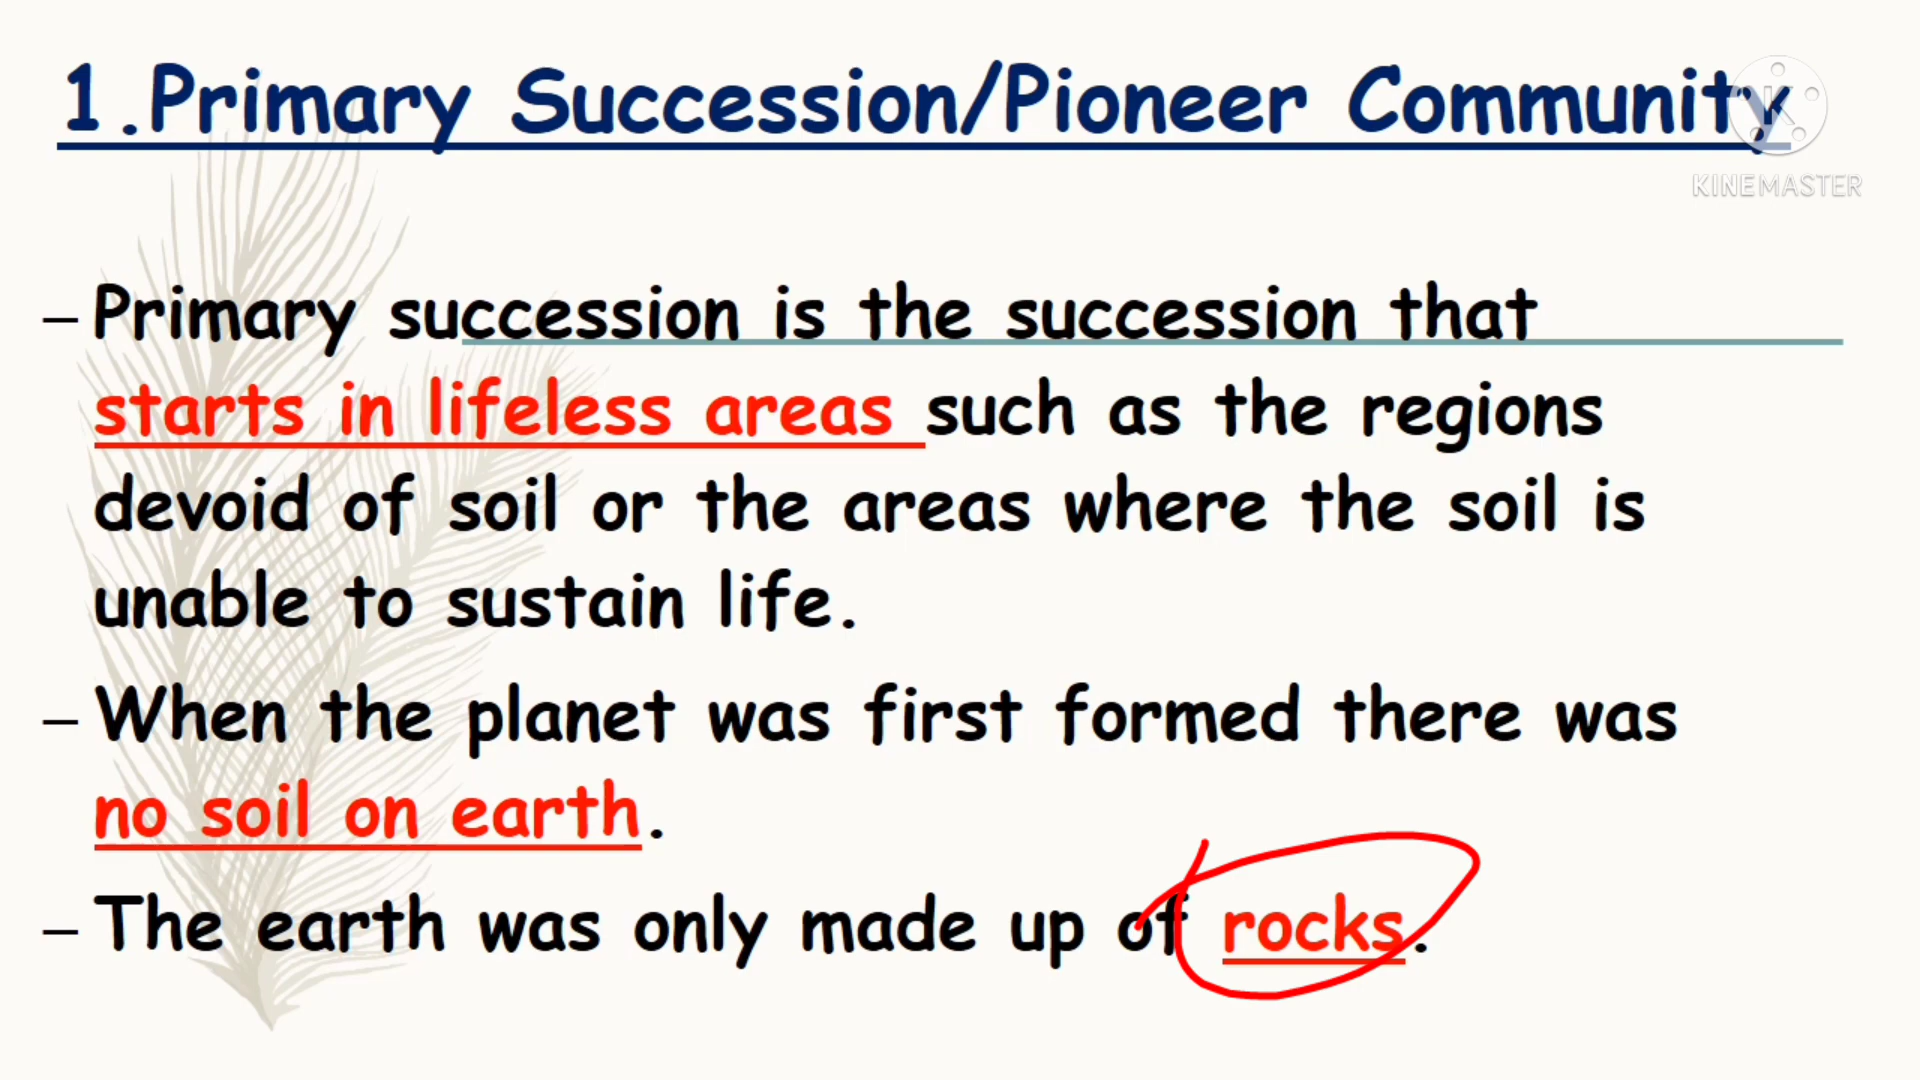 1.Primary Succession/Pioneer Community
K
KINEMASTER
– Primary succession is the succession that
starts in lifeless areas such as the regions
devoid of soil or the areas where the soil is
unable to sustain life.
– When the planet was first formed there was
no soil on earth.
– The earth was only made up of rocks.